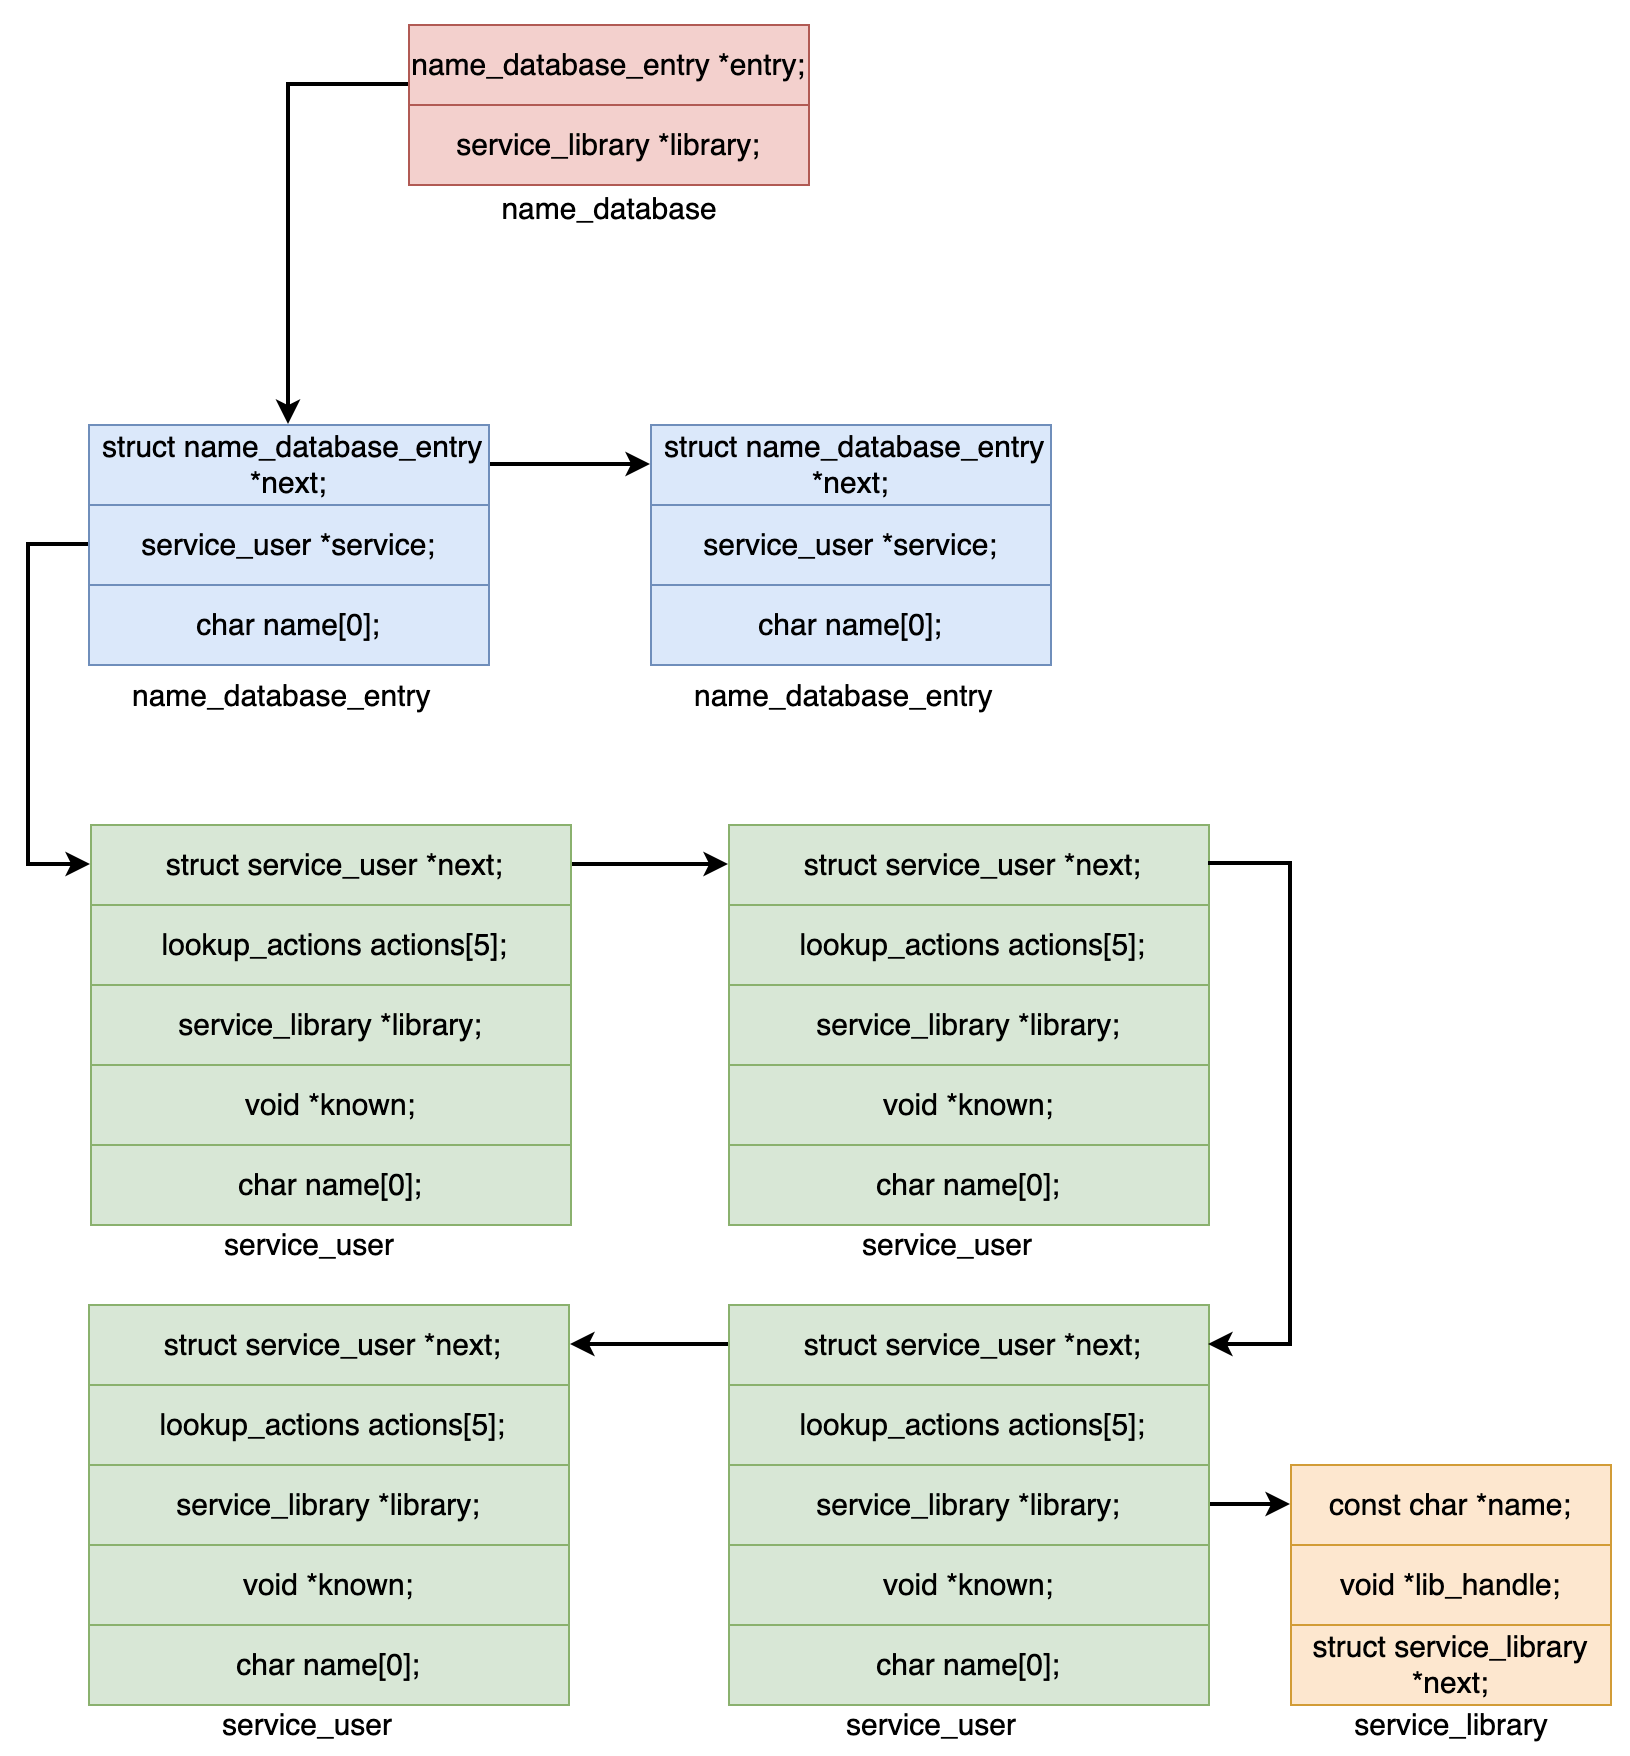 name_database_entry *entry;
service_library *library;
name_database
struct name_database_entry
*next;
service_user *service;
char name[0];
name_database_entry
struct name_database_entry
*next;
service_user *service;
char name[0];
name_database_entry
struct service_user *next;
lookup_actions actions[5];
service_library *library;
void *known;
char name[0];
service_user
struct service_user *next;
lookup_actions actions[5];
service_library *library;
void *known;
char name[0];
service_user
struct service_user *next;
lookup_actions actions[5];
service_library *library;
void *known;
char name[0];
service_user
struct service_user *next;
lookup_actions actions[5];
service_library *library;
void *known;
char name[0];
service_user
const char *name;
void *lib_handle;
struct service_library
*next;
service_library